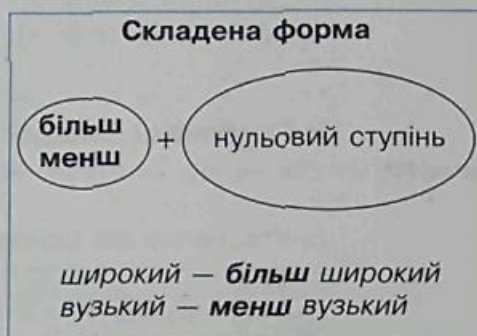 Складена форма
більш
менш
+
нульовий ступінь
широкий — більш широкий
вузький — менш вузький